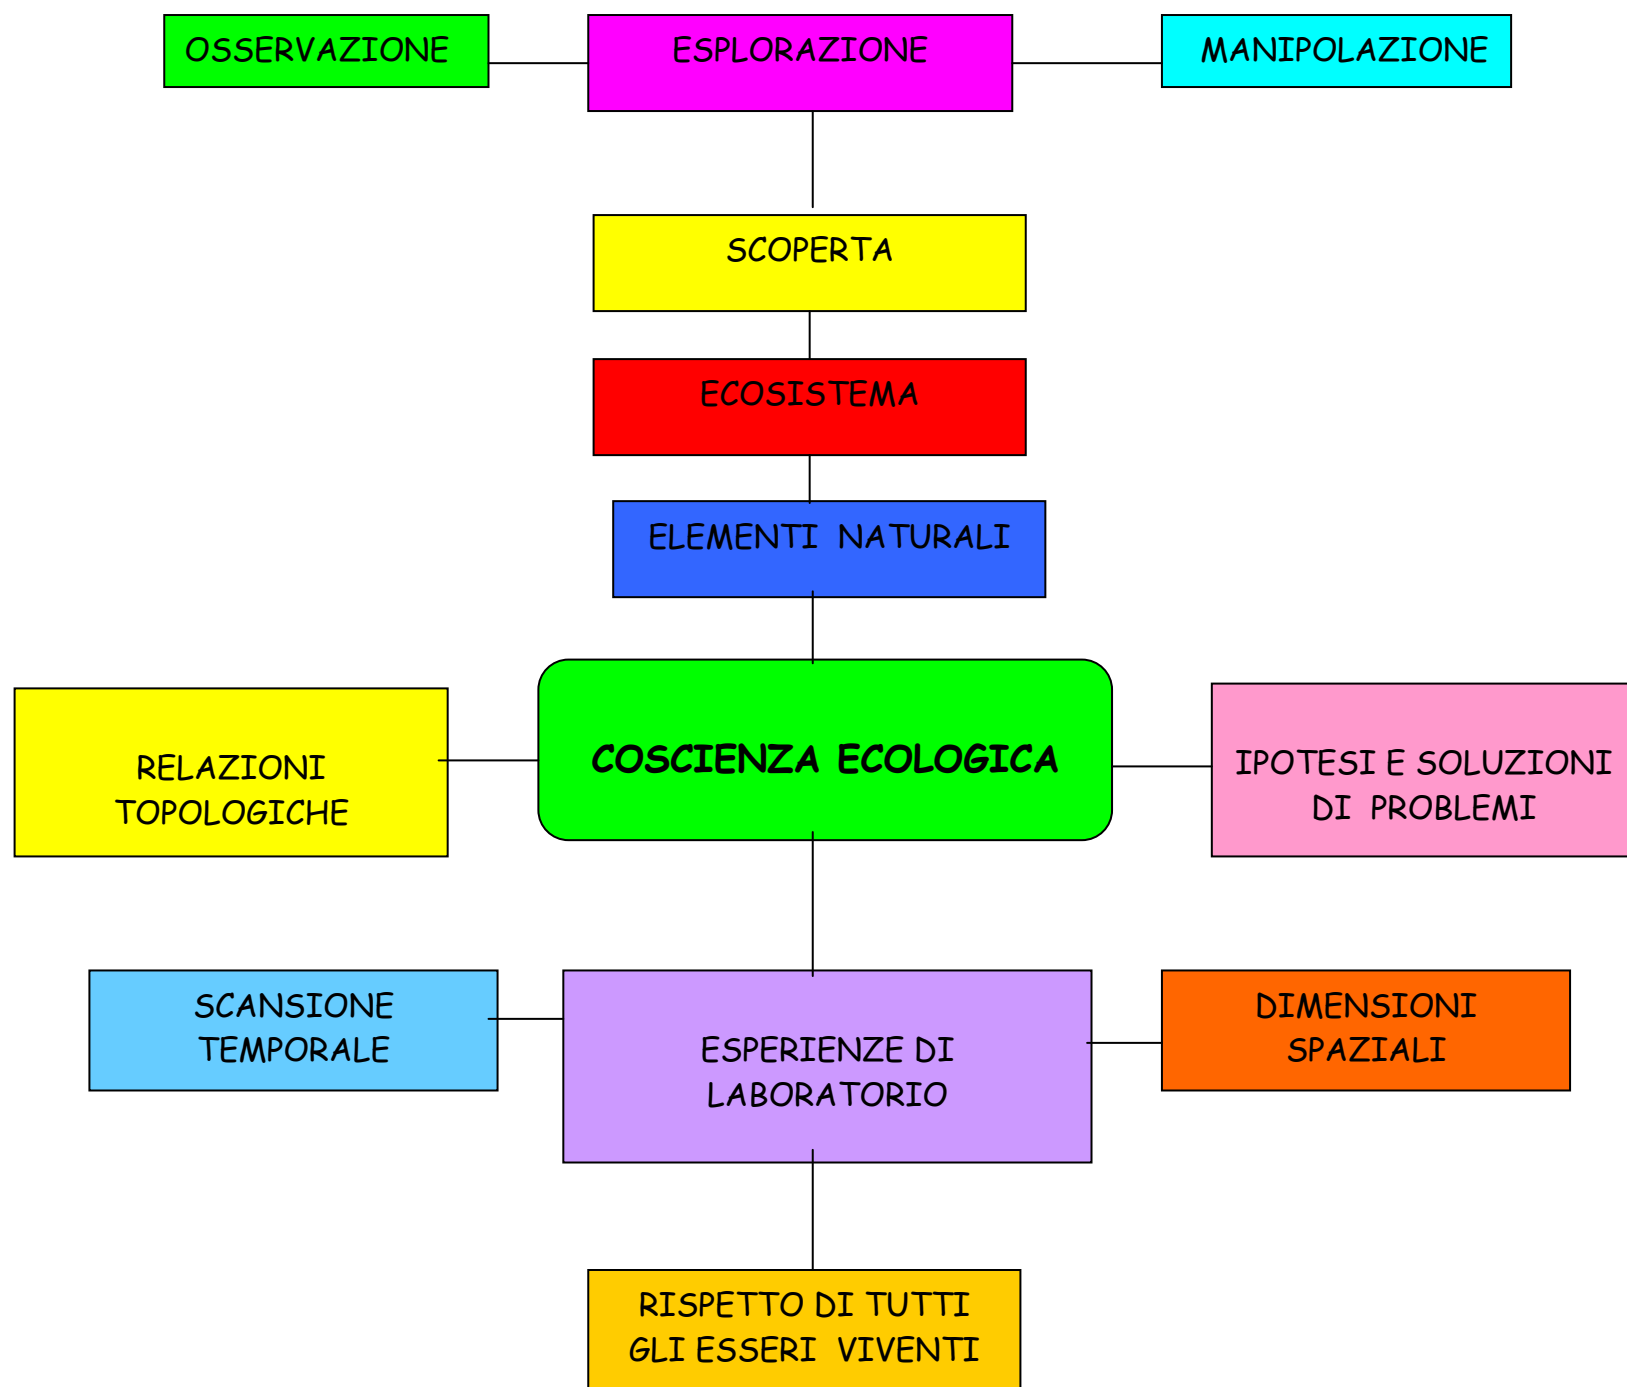 OSSERVAZIONE
ESPLORAZIONE
MANIPOLAZIONE
SCOPERTA
ECOSISTEMA
ELEMENTI NATURALI
RELAZIONI
TOPOLOGICHE
COSCIENZA ECOLOGICA
IPOTESI E SOLUZIONI
DI PROBLEMI
SCANSIONE
TEMPORALE
ESPERIENZE DI
LABORATORIO
DIMENSIONI
SPAZIALI
RISPETTO DI TUTTI
GLI ESSERI VIVENTI